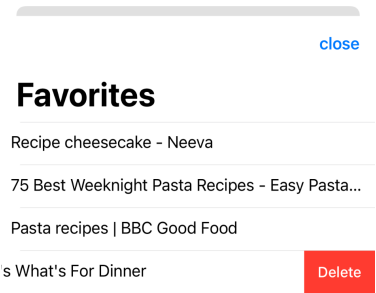 close
Favorites
Recipe cheesecake - Neeva
75 Best Weeknight Pasta Recipes - Easy Pasta...
Pasta recipes | BBC Good Food
's What's For Dinner
Delete